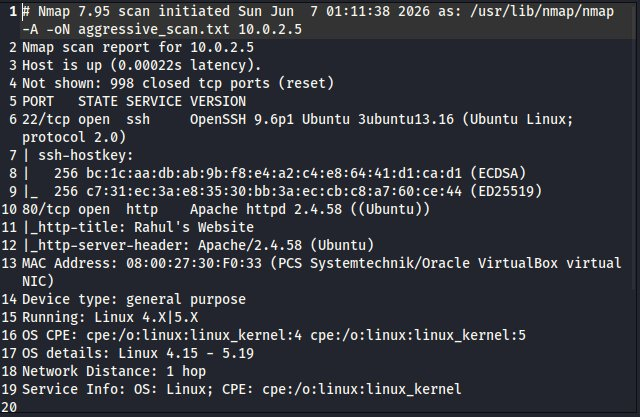 1 # Nmap 7.95 scan initiated Sun Jun  7 01:11:38 2026 as: /usr/lib/nmap/nmap
-A -oN aggressive_scan.txt 10.0.2.5
2 Nmap scan report for 10.0.2.5
3 Host is up (0.00022s latency).
4 Not shown: 998 closed tcp ports (reset)
5 PORT   STATE SERVICE VERSION
6 22/tcp open  ssh     OpenSSH 9.6p1 Ubuntu 3ubuntu13.16 (Ubuntu Linux;
protocol 2.0)
7 | ssh-hostkey:
8 |   256 bc:1c:aa:db:ab:9b:f8:e4:a2:c4:e8:64:41:d1:ca:d1 (ECDSA)
9 |_  256 c7:31:ec:3a:e8:35:30:bb:3a:ec:cb:c8:a7:60:ce:44 (ED25519)
10 80/tcp open  http    Apache httpd 2.4.58 ((Ubuntu))
11 |_http-title: Rahul's Website
12 |_http-server-header: Apache/2.4.58 (Ubuntu)
13 MAC Address: 08:00:27:30:F0:33 (PCS Systemtechnik/Oracle VirtualBox virtual
NIC)
14 Device type: general purpose
15 Running: Linux 4.X|5.X
16 OS CPE: cpe:/o:linux:linux_kernel:4 cpe:/o:linux:linux_kernel:5
17 OS details: Linux 4.15 - 5.19
18 Network Distance: 1 hop
19 Service Info: OS: Linux; CPE: cpe:/o:linux:linux_kernel
20